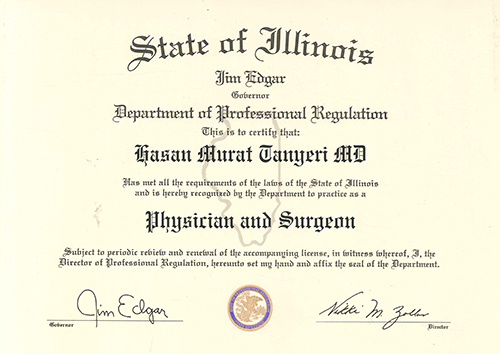 State of Illinois
Jim Edgar
Governor
Department of Professional Regulation
This is to certify that:
Hasan Murat Tanyeri MD
Has met all the requirements of the laws of the State of Illinois
and is hereby recognized by the Department to practice as a
Physician and Surgeon
Subject to periodic review and renewal of the accompanying license, in witness whereof, I, the
Director of Professional Regulation, hereunto set my hand and affix the seal of the Department.
Jim Edgar
Nikki M. Zollar
Governor
Director